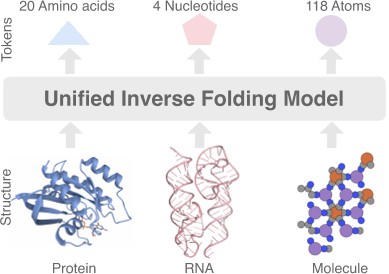 20 Amino acids
4 Nucleotides
118 Atoms
Tokens
Unified Inverse Folding Model
Structure
Protein
RNA
Molecule